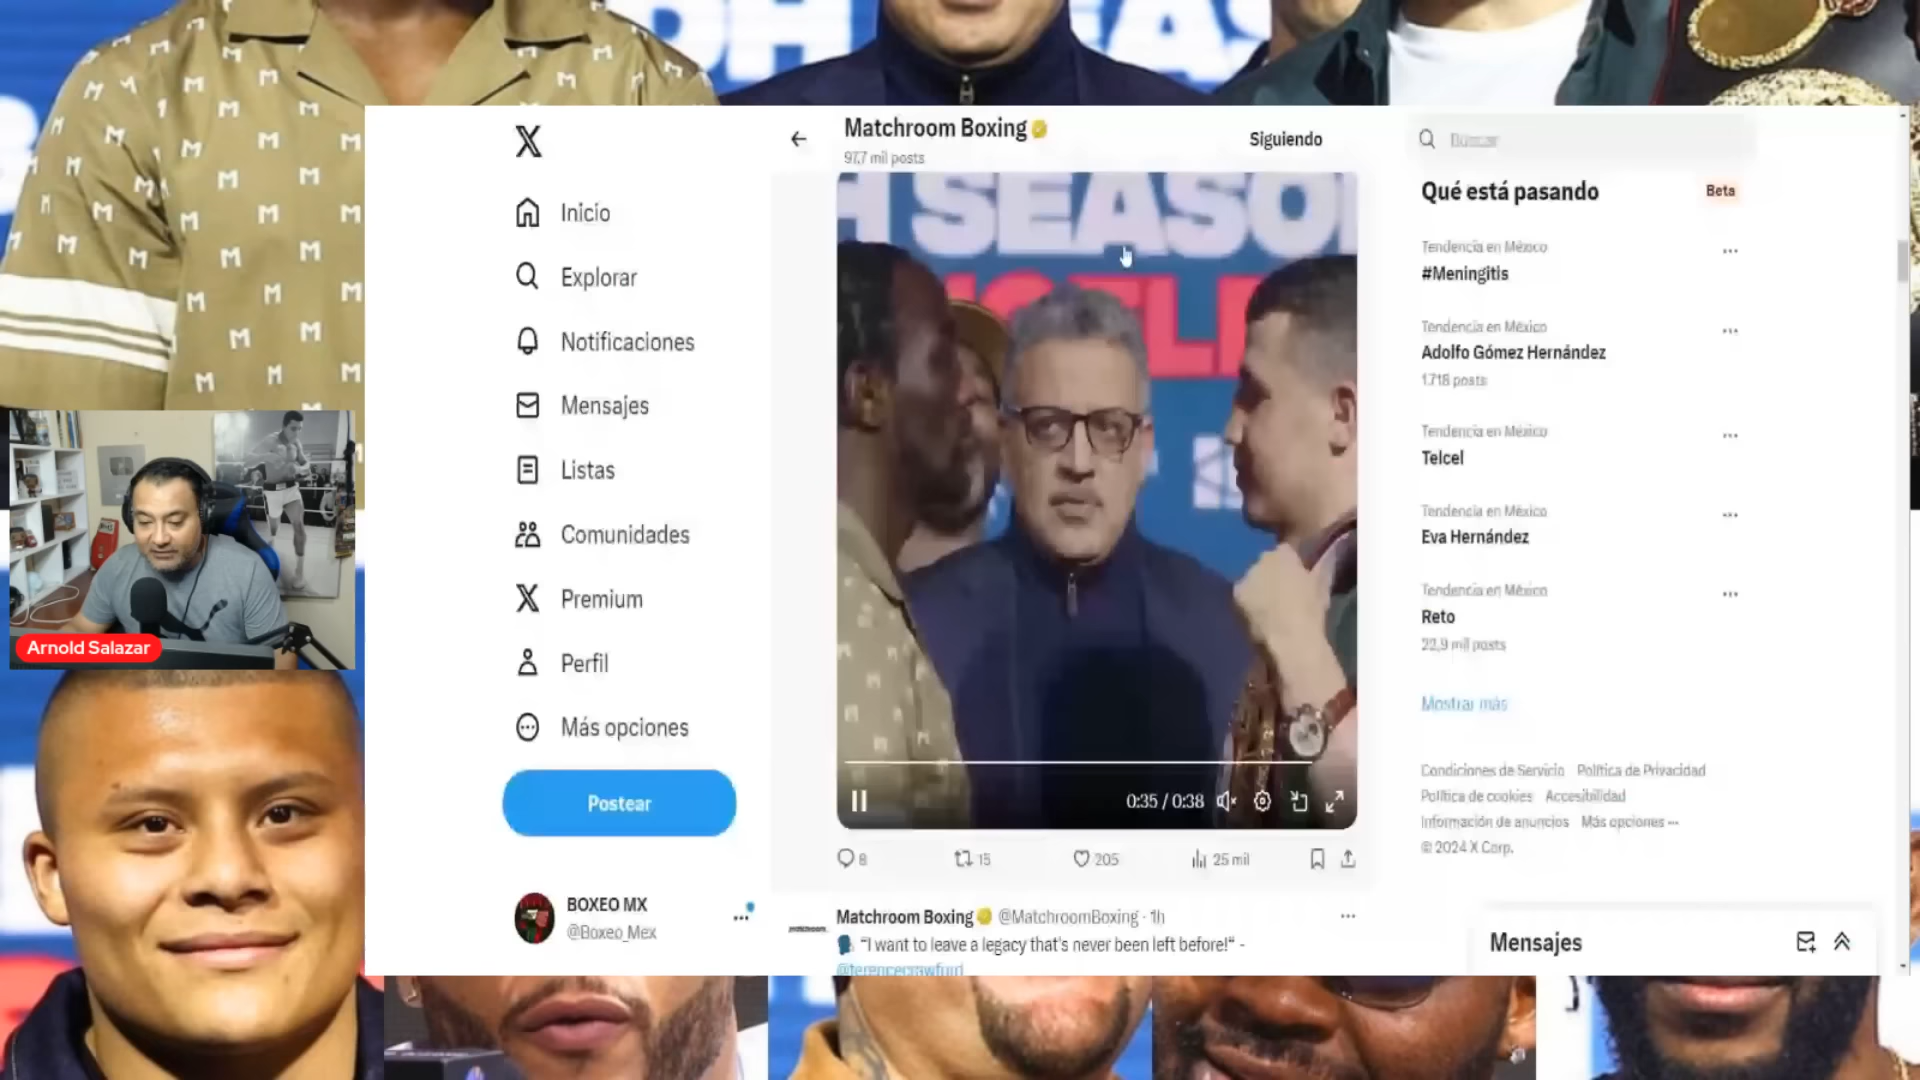 Matchroom Boxing
97.7 mil posts
Siguiendo
Buscar
Inicio
Explorar
Notificaciones
Mensajes
Listas
Comunidades
Premium
Perfil
Más opciones
Postear
BOXEO MX
@Boxeo_Mex
H SEASO
0:35 / 0:38
8
15
205
25 mil
Matchroom Boxing @MatchroomBoxing · 1h
"I want to leave a legacy that's never been left before!" -
@terencecrawford
Qué está pasando
Beta
Tendencia en México
#Meningitis
Tendencia en México
Adolfo Gómez Hernández
1.718 posts
Tendencia en México
Telcel
Tendencia en México
Eva Hernández
Tendencia en México
Reto
22,9 mil posts
Mostrar más
Condiciones de Servicio Política de Privacidad
Política de cookies Accesibilidad
Información de anuncios Más opciones ···
© 2024 X Corp.
Mensajes
Arnold Salazar